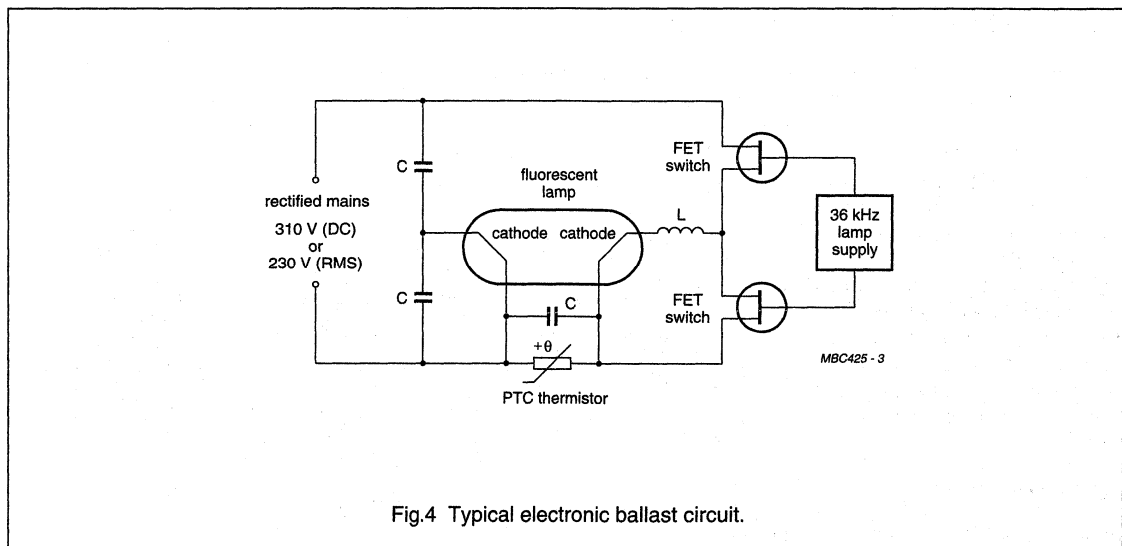 FET
switch
C
fluorescent
lamp
rectified mains
310 V (DC)
or
230 V (RMS)
L
36 kHz
lamp
supply
cathode cathode
C
C
FET
switch
+θ
MBC425 - 3
PTC thermistor
Fig.4 Typical electronic ballast circuit.